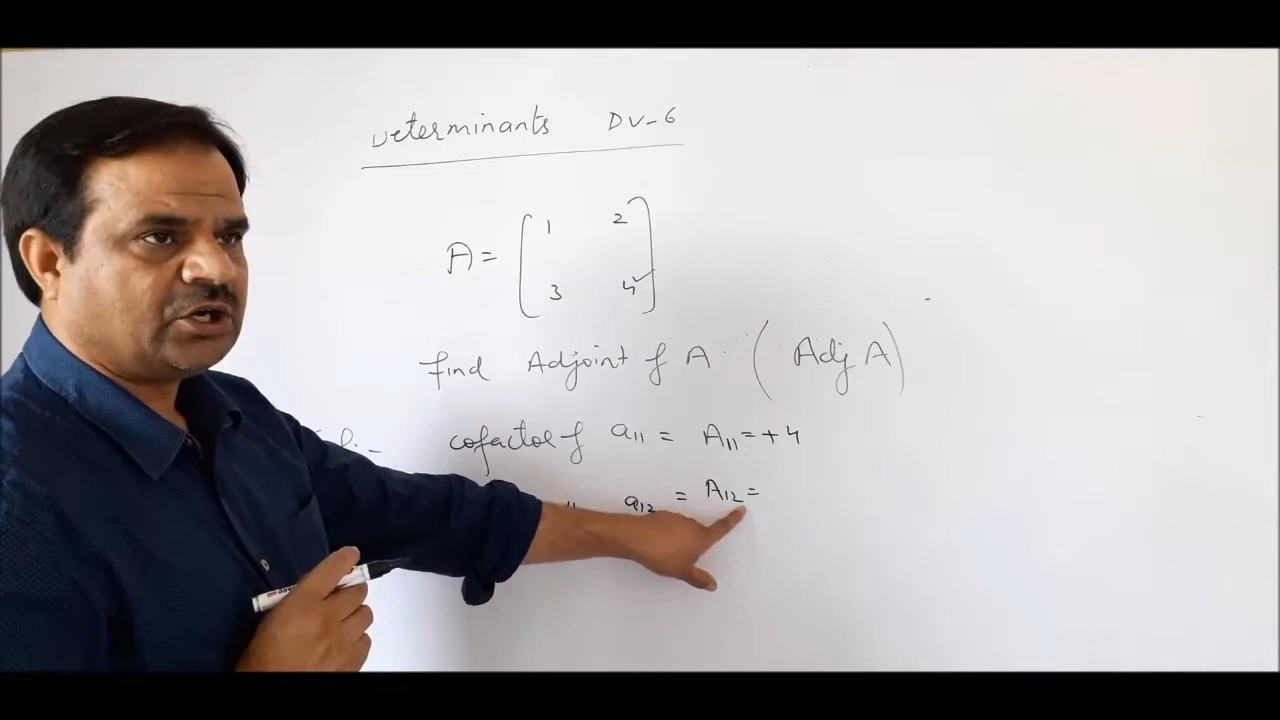 Determinants DV-6
A = [ 1 2
3 4 ]
find Adjoint of A. (Adj A)
cofactor of a11 = A11 = +4
" a12 = A12 =